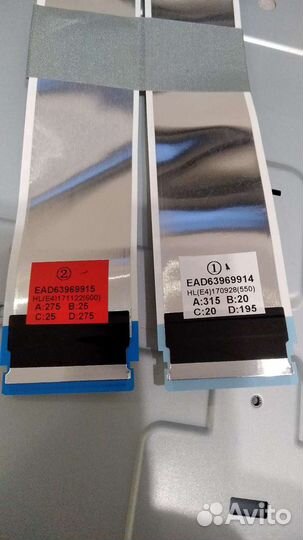 ②
EAD63969915
HL(E4)171122(600)
A:275 B:25
C:25 D:275
①
EAD63969914
HL(E4)170928(550)
A:315 B:20
C:20 D:195
Avito